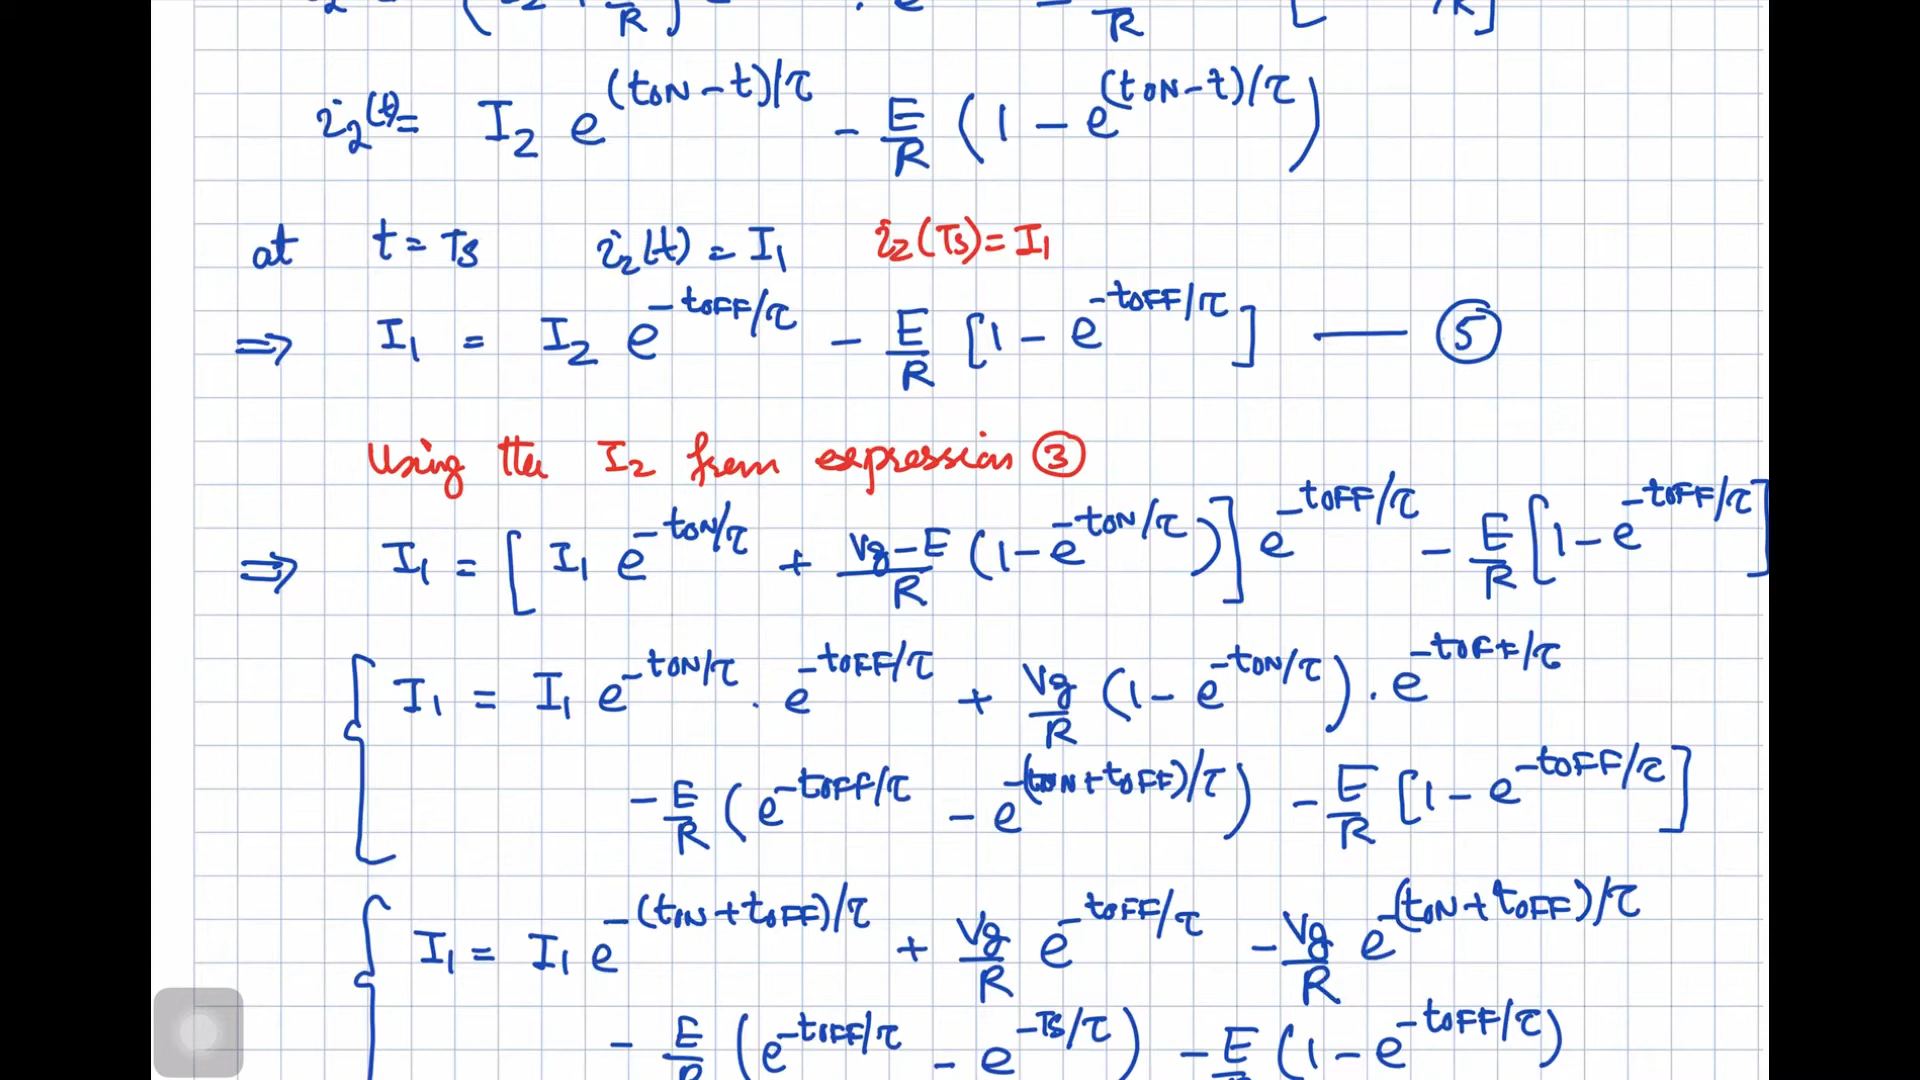 i₂(t) = I₂ e^(tON-t)/τ - E/R (1 - e^(tON-t)/τ)
at t = Ts i₂(t) = I₁ i₂(Ts) = I₁
⇒ I₁ = I₂ e^-tOFF/τ - E/R [1 - e^-tOFF/τ] —— ⑤
Using the I₂ from expression ③
⇒ I₁ = [I₁ e^-tON/τ + Vg-E/R (1 - e^-tON/τ)] e^-tOFF/τ - E/R [1 - e^-tOFF/τ]
I₁ = I₁ e^-tON/τ . e^-tOFF/τ + Vg/R (1 - e^-tON/τ) . e^-tOFF/τ
- E/R (e^-tOFF/τ - e^-(tON+tOFF)/τ) - E/R [1 - e^-tOFF/τ]
I₁ = I₁ e^-(tON+tOFF)/τ + Vg/R e^-tOFF/τ - Vg/R e^-(tON+tOFF)/τ
- E/R (e^-tOFF/τ - e^-Ts/τ) - E (1 - e^-tOFF/τ)